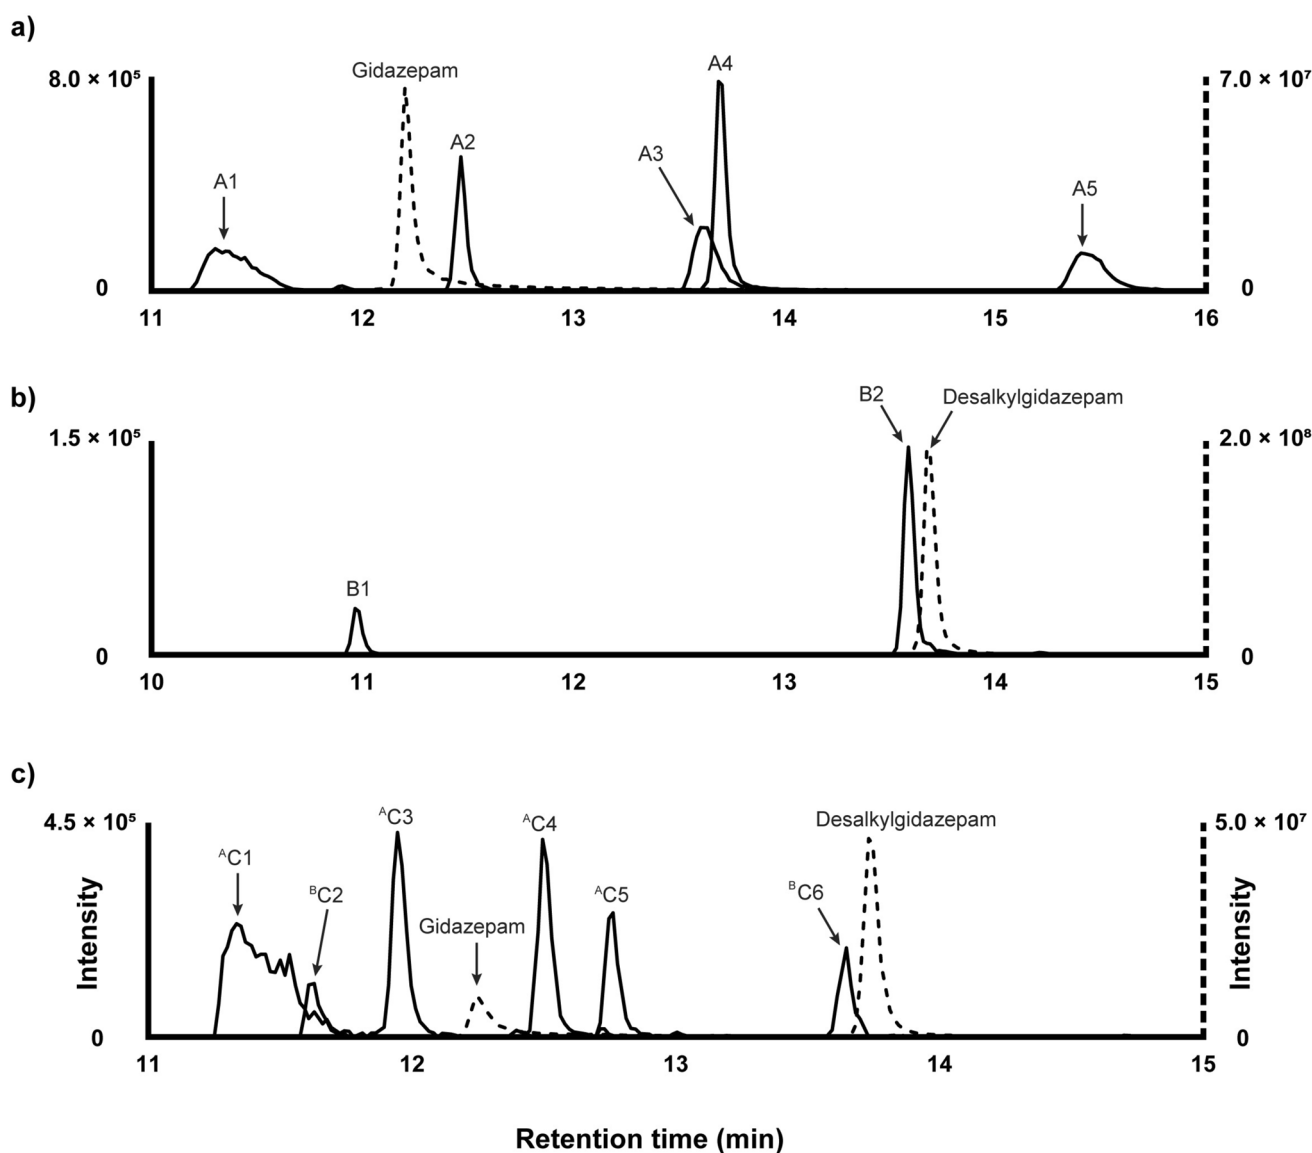 a)
Gidazepam
A4
8.0 × 10⁵
7.0 × 10⁷
A2
A3
A1
A5
0
0
11 12 13 14 15 16
b)
B2 Desalkylgidazepam
1.5 × 10⁵
2.0 × 10⁸
B1
0
0
10 11 12 13 14 15
c)
ᴬC3
ᴬC4
Desalkylgidazepam
4.5 × 10⁵
5.0 × 10⁷
ᴬC1
ᴮC2
ᴬC5
ᴮC6
Gidazepam
Intensity
Intensity
0
0
11 12 13 14 15
Retention time (min)